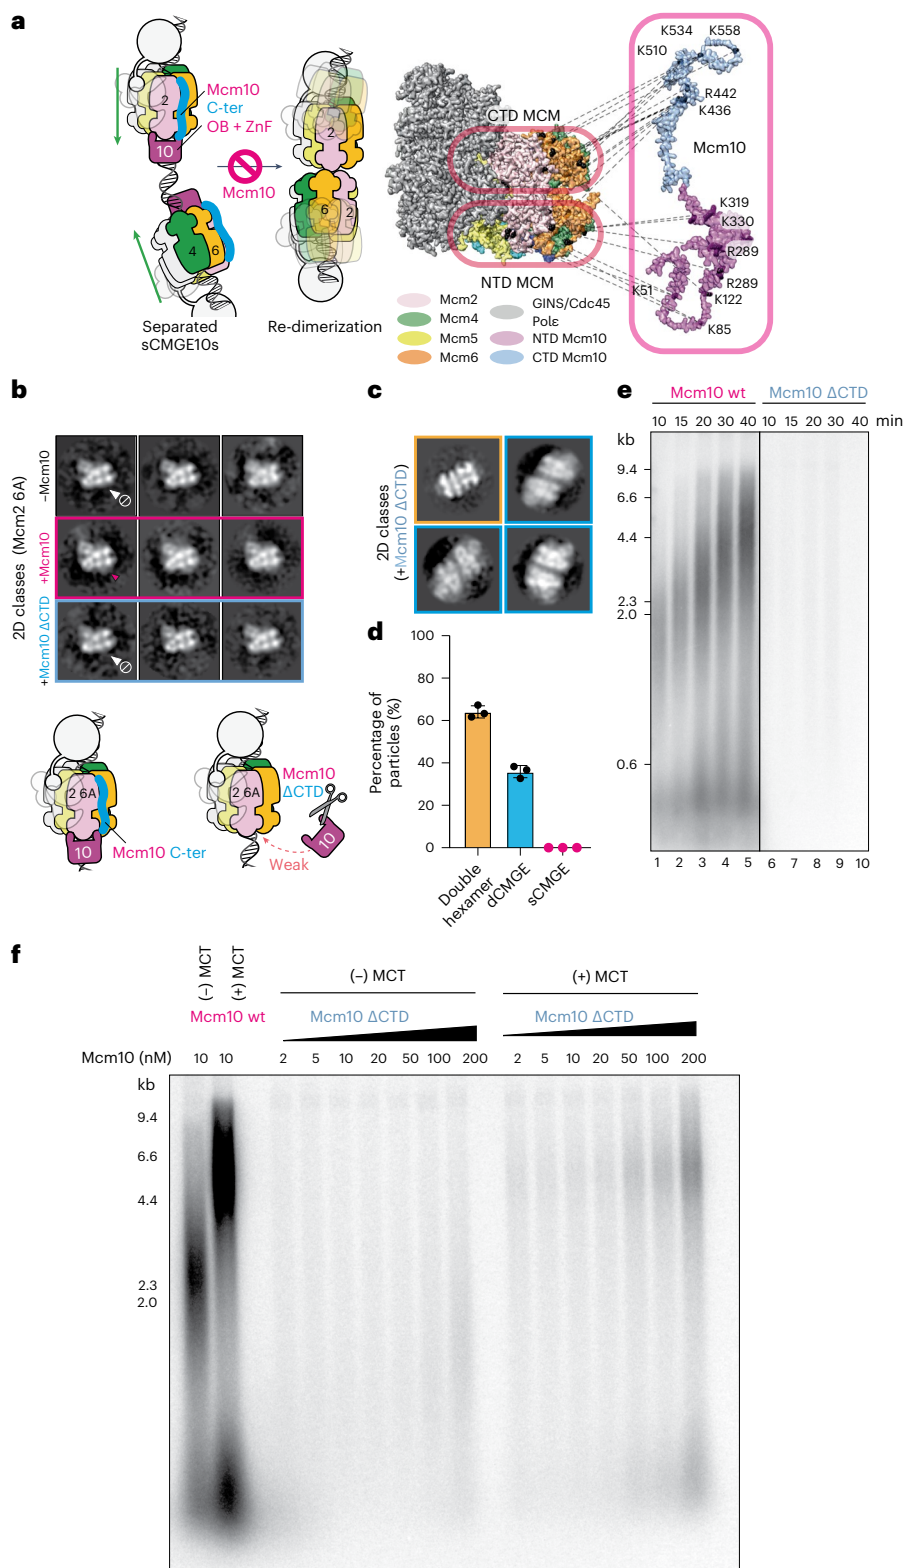 a
2
Mcm10
C-ter
OB + ZnF
10
Mcm10
4
6
Separated
sCMGE10s
2
6
2
Re-dimerization
CTD MCM
NTD MCM
K534
K558
K510
R442
K436
Mcm10
K319
K330
R289
R289
K51
K122
K85
Mcm2
Mcm4
Mcm5
Mcm6
GINS/Cdc45
Polε
NTD Mcm10
CTD Mcm10
b
2D classes (Mcm2 6A)
–Mcm10
+Mcm10
+Mcm10 ΔCTD
2 6A
10
Mcm10 C-ter
2 6A
Mcm10
ΔCTD
10
Weak
c
2D classes
(+Mcm10 ΔCTD)
d
Percentage of
particles (%)
100
80
60
40
20
0
Double
hexamer
dCMGE
sCMGE
e
Mcm10 wt
Mcm10 ΔCTD
10 15 20 30 40 10 15 20 30 40 min
kb
9.4
6.6
4.4
2.3
2.0
0.6
1 2 3 4 5 6 7 8 9 10
f
(–) MCT
(+) MCT
Mcm10 wt
(–) MCT
Mcm10 ΔCTD
(+) MCT
Mcm10 ΔCTD
Mcm10 (nM) 10 10 2 5 10 20 50 100 200 2 5 10 20 50 100 200
kb
9.4
6.6
4.4
2.3
2.0